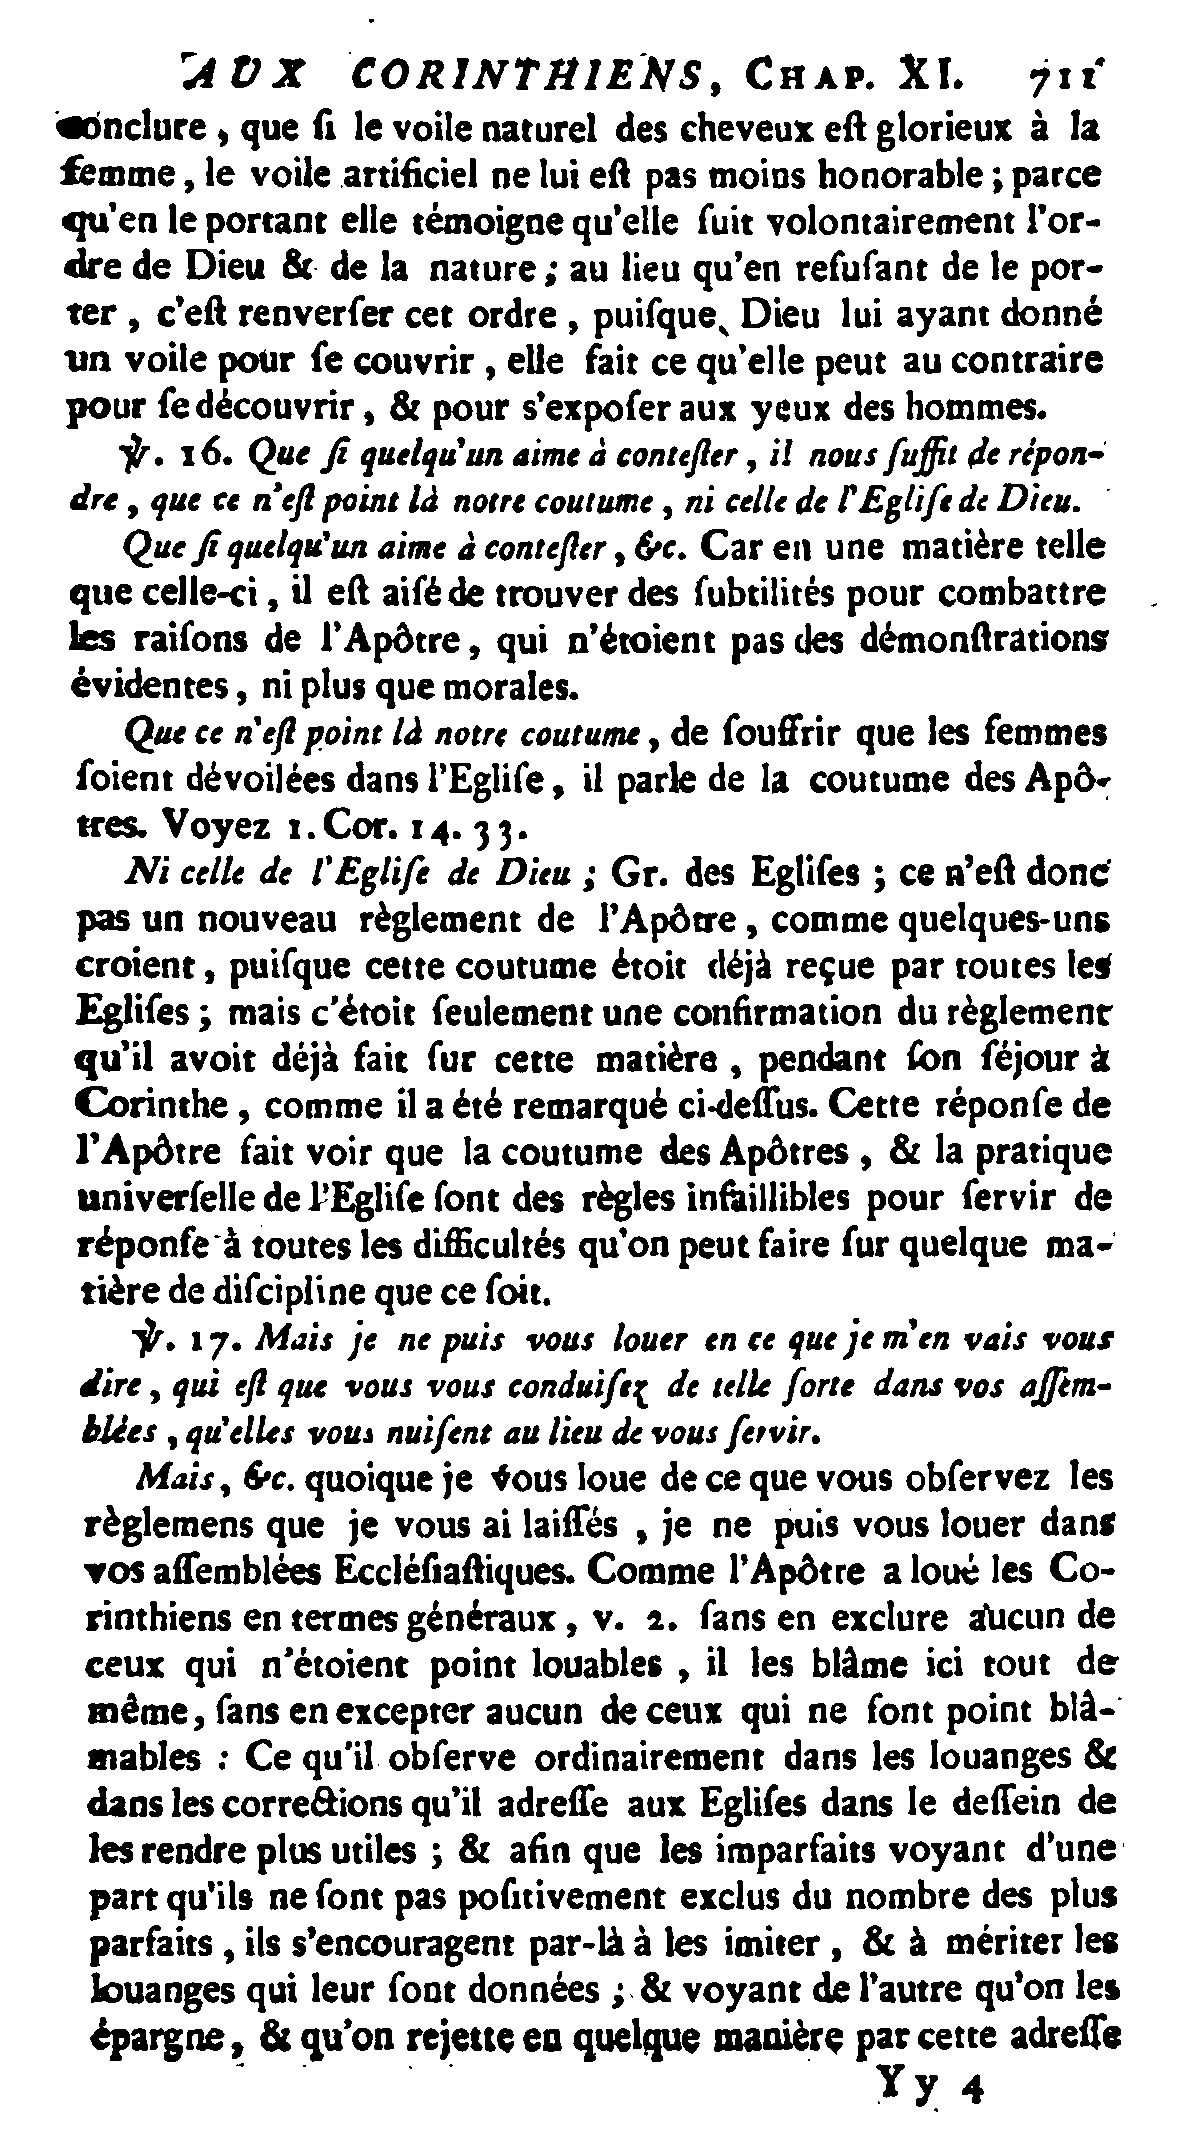 AUX CORINTHIENS, CHAP. XI. 711
conclure, que ſi le voile naturel des cheveux eſt glorieux à la
femme, le voile artificiel ne lui eſt pas moins honorable; parce
qu'en le portant elle témoigne qu'elle ſuit volontairement l'or-
dre de Dieu & de la nature; au lieu qu'en refuſant de le por-
ter, c'eſt renverſer cet ordre, puiſque Dieu lui ayant donné
un voile pour ſe couvrir, elle fait ce qu'elle peut au contraire
pour ſe découvrir, & pour s'expoſer aux yeux des hommes.
℣. 16. Que ſi quelqu'un aime à conteſter, il nous ſuffit de répon-
dre, que ce n'eſt point là notre coutume, ni celle de l'Egliſe de Dieu.
Que ſi quelqu'un aime à conteſter, &c. Car en une matière telle
que celle-ci, il eſt aiſé de trouver des ſubtilités pour combattre
les raiſons de l'Apôtre, qui n'étoient pas des démonſtrations
évidentes, ni plus que morales.
Que ce n'eſt point là notre coutume, de ſouffrir que les femmes
ſoient dévoilées dans l'Egliſe, il parle de la coutume des Apô-
tres. Voyez 1. Cor. 14. 33.
Ni celle de l'Egliſe de Dieu; Gr. des Egliſes; ce n'eſt donc
pas un nouveau règlement de l'Apôtre, comme quelques-uns
croient, puiſque cette coutume étoit déjà reçue par toutes les
Egliſes; mais c'étoit ſeulement une confirmation du règlement
qu'il avoit déjà fait ſur cette matière, pendant ſon ſéjour à
Corinthe, comme il a été remarqué ci-deſſus. Cette réponſe de
l'Apôtre fait voir que la coutume des Apôtres, & la pratique
univerſelle de l'Egliſe ſont des règles infaillibles pour ſervir de
réponſe à toutes les difficultés qu'on peut faire ſur quelque ma-
tière de diſcipline que ce ſoit.
℣. 17. Mais je ne puis vous louer en ce que je m'en vais vous
dire, qui eſt que vous vous conduiſez de telle ſorte dans vos aſſem-
blées, qu'elles vous nuiſent au lieu de vous ſervir.
Mais, &c. quoique je vous loue de ce que vous obſervez les
règlemens que je vous ai laiſſés, je ne puis vous louer dans
vos aſſemblées Eccléſiaſtiques. Comme l'Apôtre a loué les Co-
rinthiens en termes généraux, v. 2. ſans en exclure aucun de
ceux qui n'étoient point louables, il les blâme ici tout de
même, ſans en excepter aucun de ceux qui ne ſont point blâ-
mables : Ce qu'il obſerve ordinairement dans les louanges &
dans les corrections qu'il adreſſe aux Egliſes dans le deſſein de
les rendre plus utiles; & afin que les imparfaits voyant d'une
part qu'ils ne ſont pas poſitivement exclus du nombre des plus
parfaits, ils s'encouragent par-là à les imiter, & à mériter les
louanges qui leur ſont données; & voyant de l'autre qu'on les
épargne, & qu'on rejette en quelque manière par cette adreſſe
Yy 4